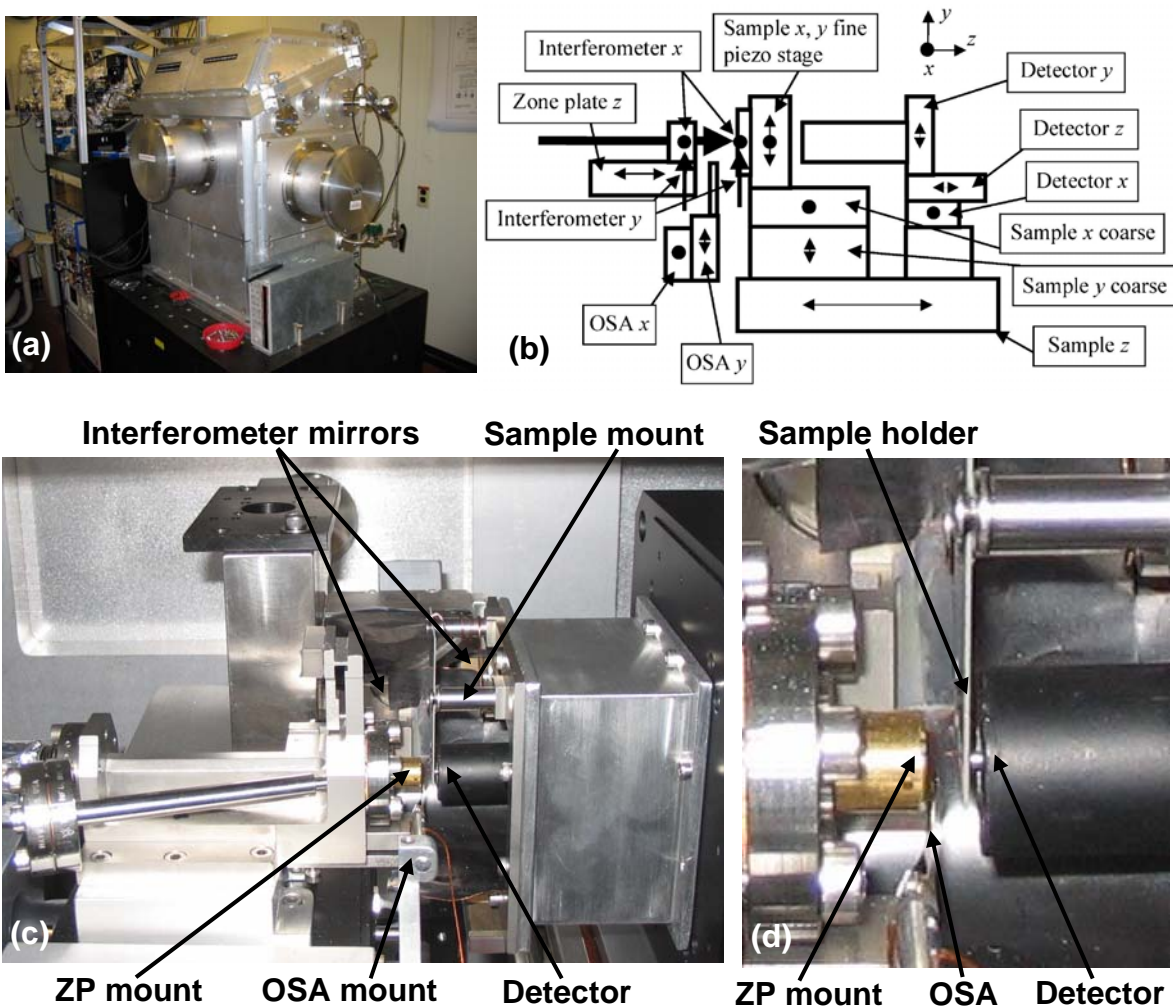 (a)
Interferometer x
Sample x, y fine
piezo stage
y
z
x
Detector y
Zone plate z
Detector z
Detector x
Interferometer y
Sample x coarse
Sample y coarse
OSA x
(b)
OSA y
Sample z
Interferometer mirrors
Sample mount
Sample holder
(c)
(d)
ZP mount
OSA mount
Detector
ZP mount
OSA
Detector